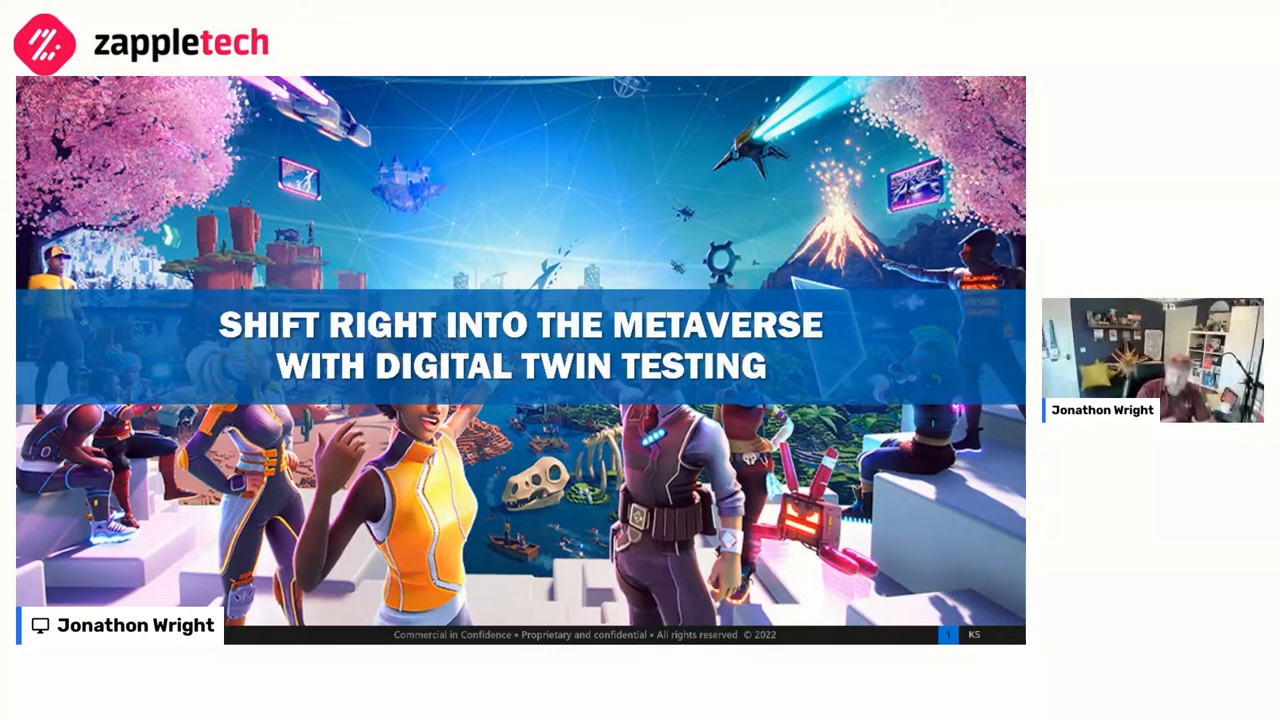 zappletech
SHIFT RIGHT INTO THE METAVERSE
WITH DIGITAL TWIN TESTING
Jonathon Wright
Jonathon Wright
Commercial in Confidence • Proprietary and confidential • All rights reserved © 2022
1
KS